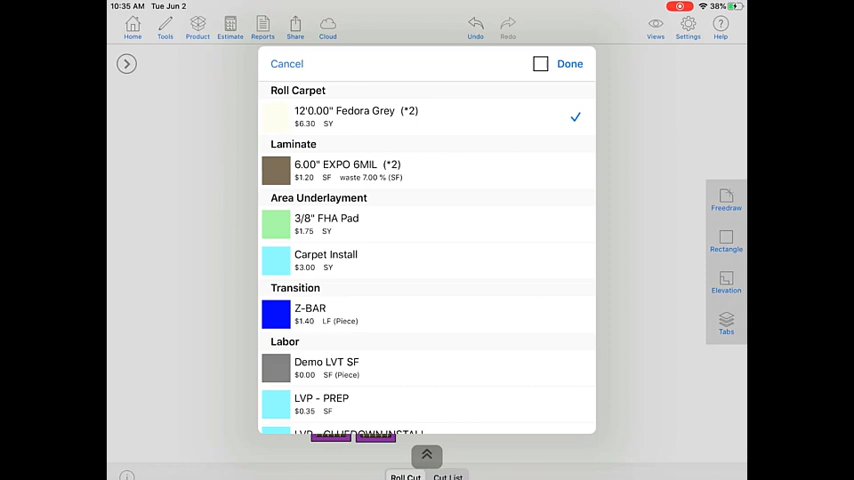 10:35 AM Tue Jun 2
38%
Home
Tools
Product
Estimate
Reports
Share
Cloud
Undo
Redo
Views
Settings
Help
Cancel
Done
Roll Carpet
12'0.00" Fedora Grey (*2)
$6.30 SY
Laminate
6.00" EXPO 6MIL (*2)
$1.20 SF waste 7.00 % (SF)
Area Underlayment
3/8" FHA Pad
$1.75 SY
Carpet Install
$3.00 SY
Transition
Z-BAR
$1.40 LF (Piece)
Labor
Demo LVT SF
$0.00 SF (Piece)
LVP - PREP
$0.35 SF
LVP - GLUEDOWN INSTALL
Freedraw
Rectangle
Elevation
Tabs
Roll Cut
Cut List